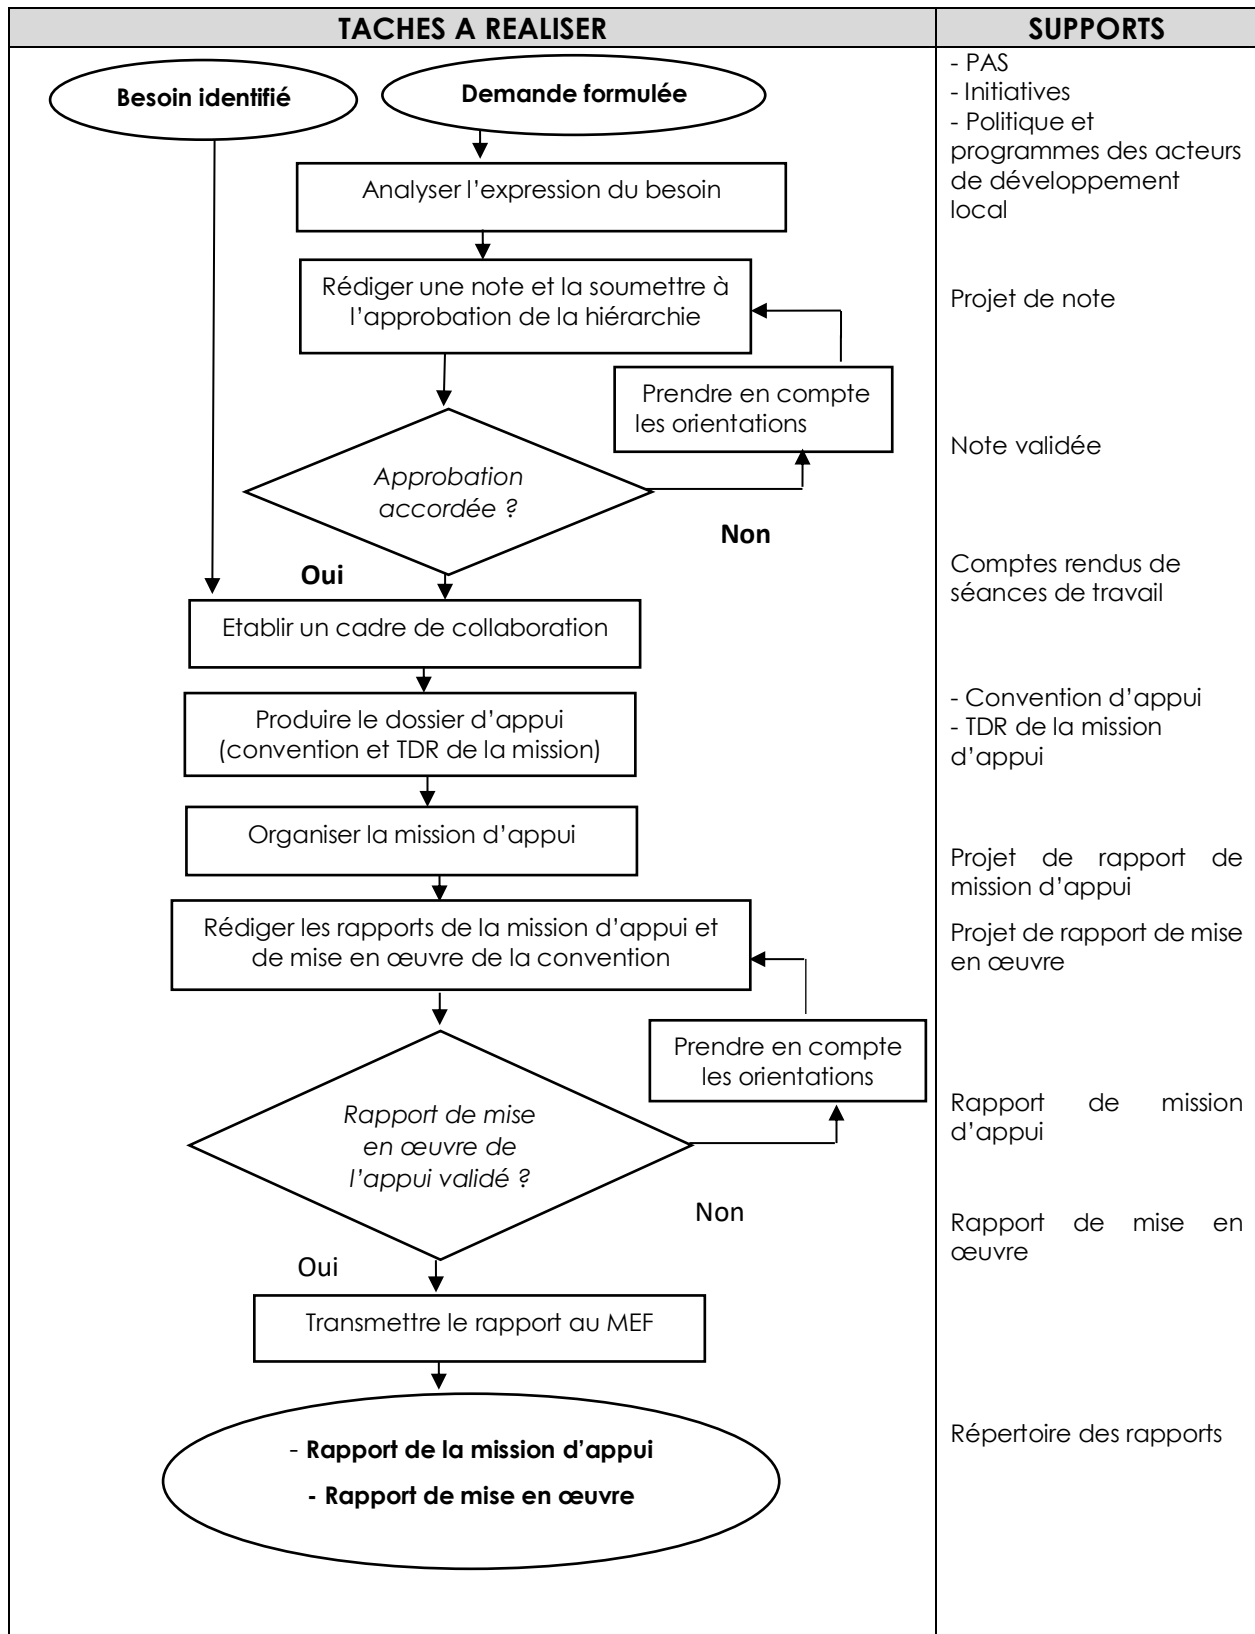 TACHES A REALISER
SUPPORTS
Besoin identifié
Demande formulée
- PAS
- Initiatives
- Politique et
programmes des acteurs
de développement
local
Analyser l'expression du besoin
Rédiger une note et la soumettre à
l'approbation de la hiérarchie
Projet de note
Prendre en compte
les orientations
Note validée
Approbation
accordée ?
Non
Oui
Comptes rendus de
séances de travail
Etablir un cadre de collaboration
Produire le dossier d'appui
(convention et TDR de la mission)
- Convention d'appui
- TDR de la mission
d'appui
Organiser la mission d'appui
Projet de rapport de
mission d'appui
Rédiger les rapports de la mission d'appui et
de mise en œuvre de la convention
Projet de rapport de mise
en œuvre
Prendre en compte
les orientations
Rapport de mission
d'appui
Rapport de mise
en œuvre de
l'appui validé ?
Non
Rapport de mise en
œuvre
Oui
Transmettre le rapport au MEF
- Rapport de la mission d'appui
- Rapport de mise en œuvre
Répertoire des rapports